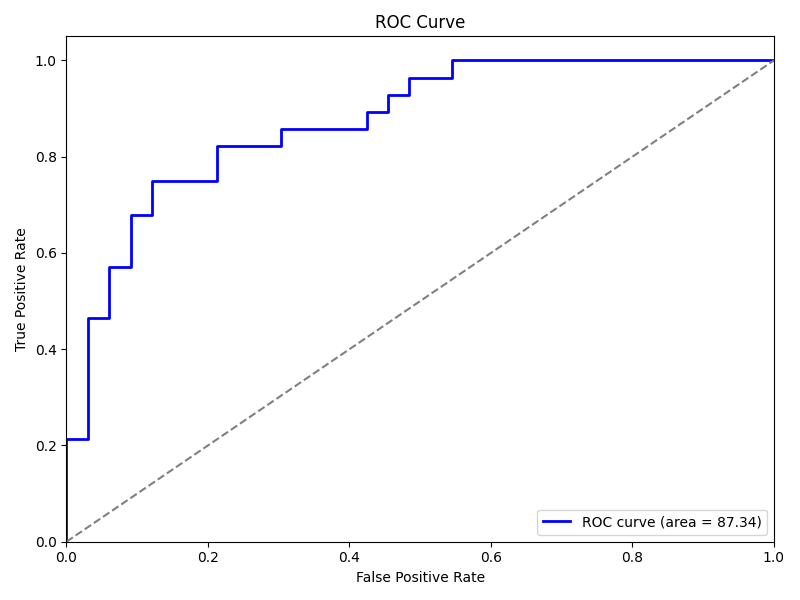 ROC Curve
True Positive Rate
1.0
0.8
0.6
0.4
0.2
0.0
0.0 0.2 0.4 0.6 0.8 1.0
False Positive Rate
ROC curve (area = 87.34)